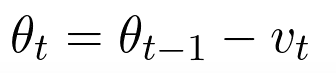 θ_t = θ_{t−1} − v_t